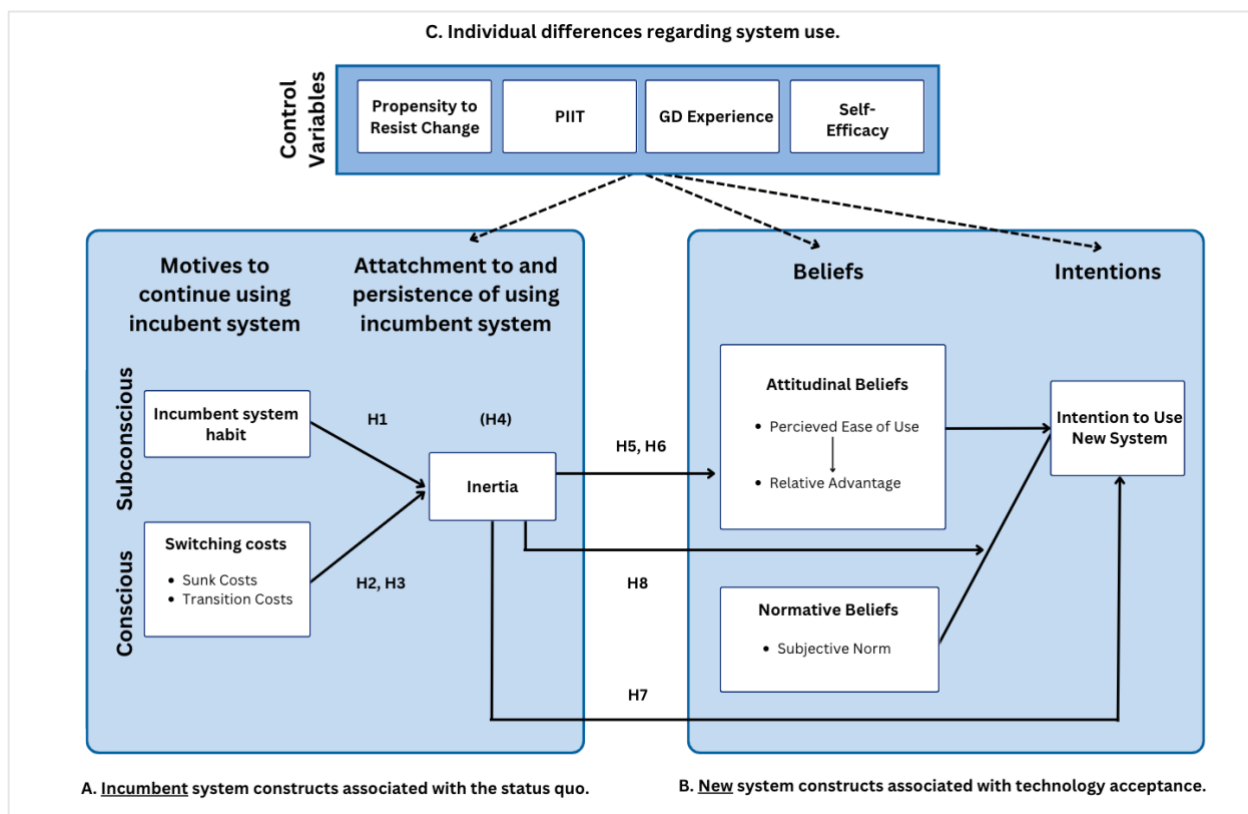 C. Individual differences regarding system use.
Control
Variables
Propensity to
Resist Change
PIIT
GD Experience
Self-
Efficacy
Motives to
continue using
incubent system
Attatchment to and
persistence of using
incumbent system
Beliefs
Intentions
Subconscious
Conscious
Incumbent system
habit
H1
(H4)
Inertia
Switching costs
• Sunk Costs
• Transition Costs
H2, H3
H5, H6
H8
H7
Attitudinal Beliefs
• Percieved Ease of Use
• Relative Advantage
Normative Beliefs
• Subjective Norm
Intention to Use
New System
A. Incumbent system constructs associated with the status quo.
B. New system constructs associated with technology acceptance.